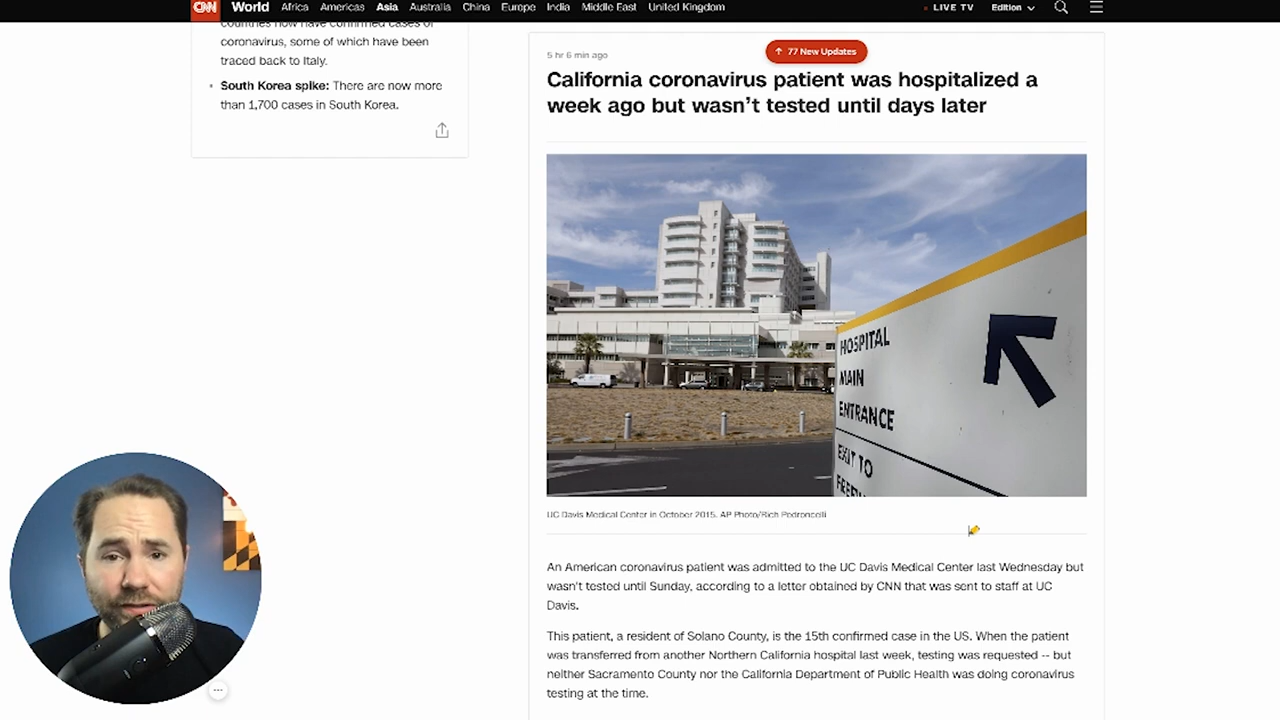 CNN World Africa Americas Asia Australia China Europe India Middle East United Kingdom LIVE TV Edition
countries now have confirmed cases of
coronavirus, some of which have been
traced back to Italy.
South Korea spike: There are now more
than 1,700 cases in South Korea.
5 hr 6 min ago
77 New Updates
California coronavirus patient was hospitalized a
week ago but wasn't tested until days later
HOSPITAL
MAIN
ENTRANCE
EXIT TO
UC Davis Medical Center in October 2015. AP Photo/Rich Pedroncelli
An American coronavirus patient was admitted to the UC Davis Medical Center last Wednesday but
wasn't tested until Sunday, according to a letter obtained by CNN that was sent to staff at UC
Davis.
This patient, a resident of Solano County, is the 15th confirmed case in the US. When the patient
was transferred from another Northern California hospital last week, testing was requested -- but
neither Sacramento County nor the California Department of Public Health was doing coronavirus
testing at the time.